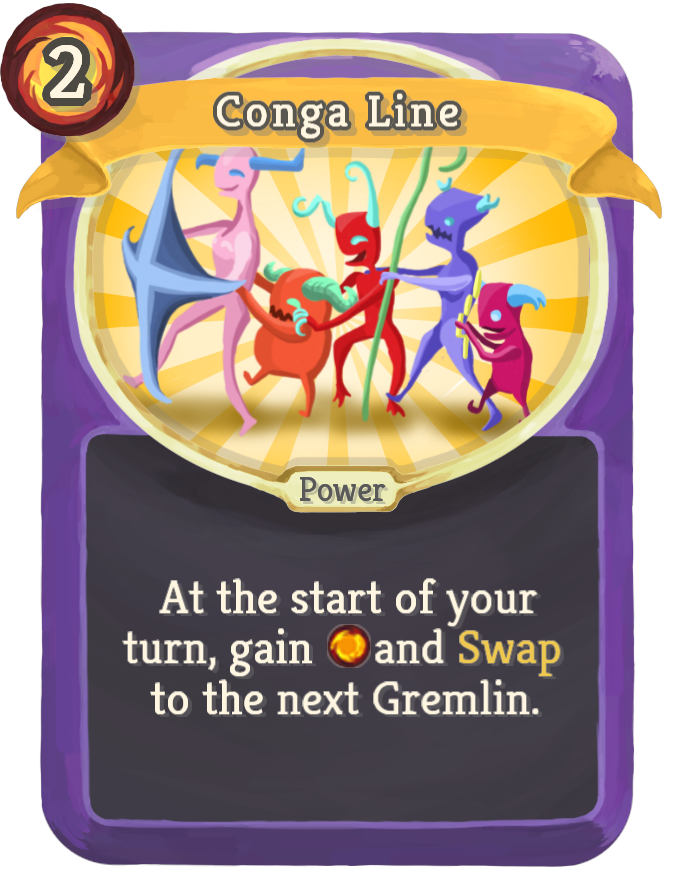 2
Conga Line
Power
At the start of your
turn, gain and Swap
to the next Gremlin.